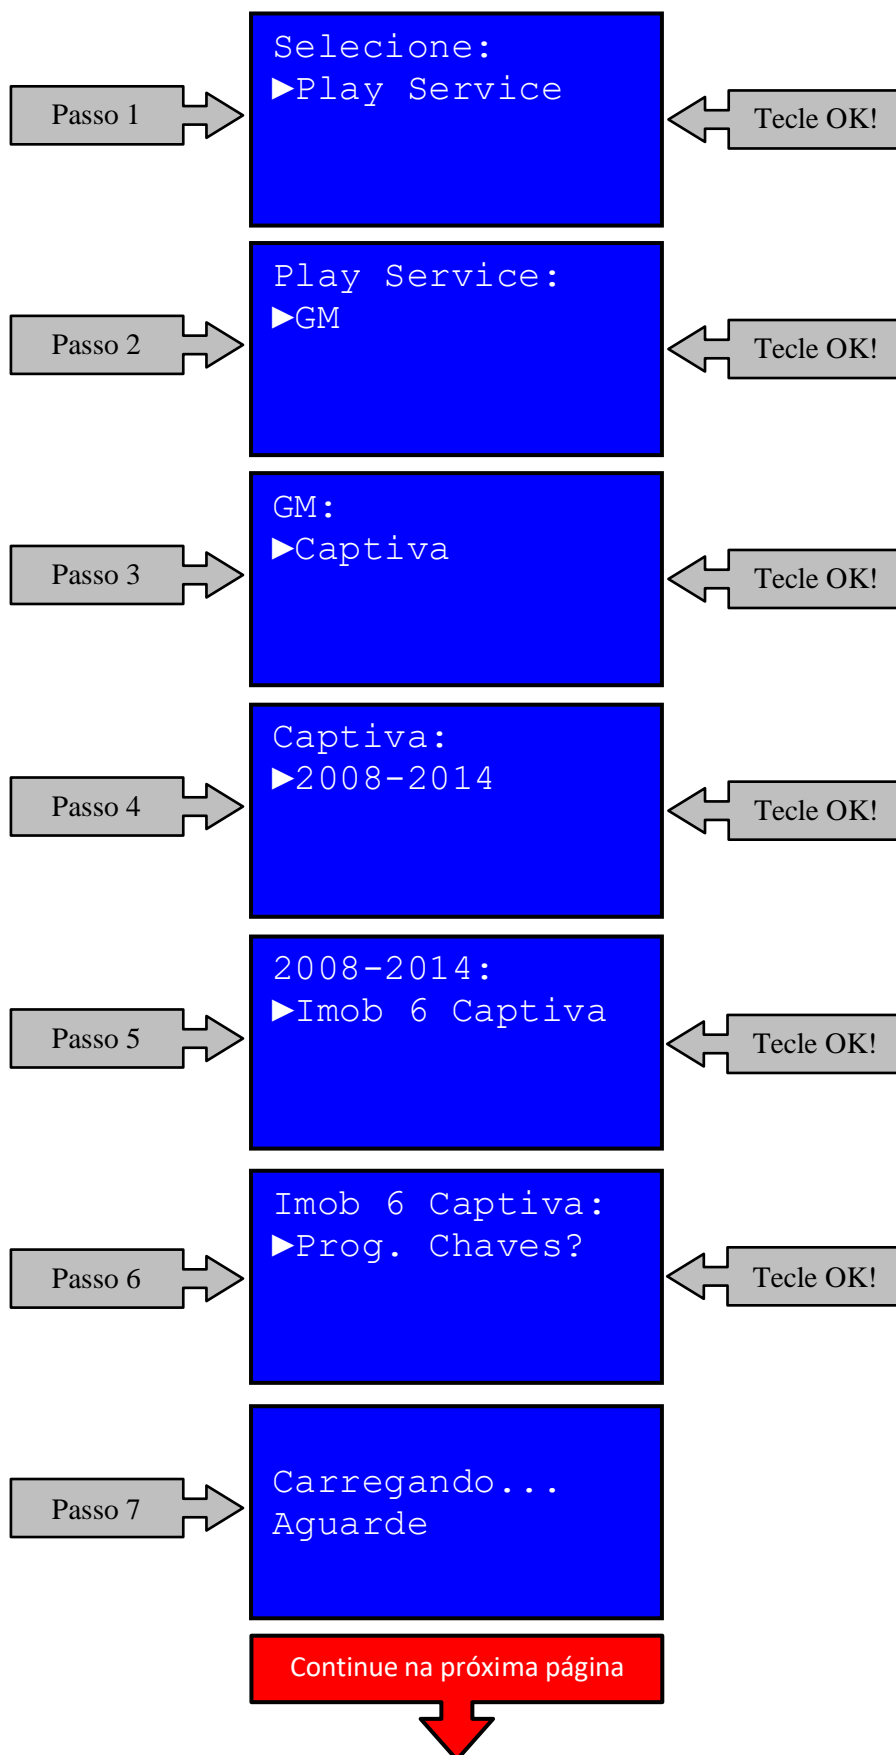 Selecione:
Passo 1
►Play Service
Tecle OK!
Play Service:
Passo 2
►GM
Tecle OK!
GM:
Passo 3
►Captiva
Tecle OK!
Captiva:
Passo 4
►2008-2014
Tecle OK!
2008-2014:
Passo 5
►Imob 6 Captiva
Tecle OK!
Imob 6 Captiva:
Passo 6
►Prog. Chaves?
Tecle OK!
Passo 7
Carregando...
Aguarde
Continue na próxima página